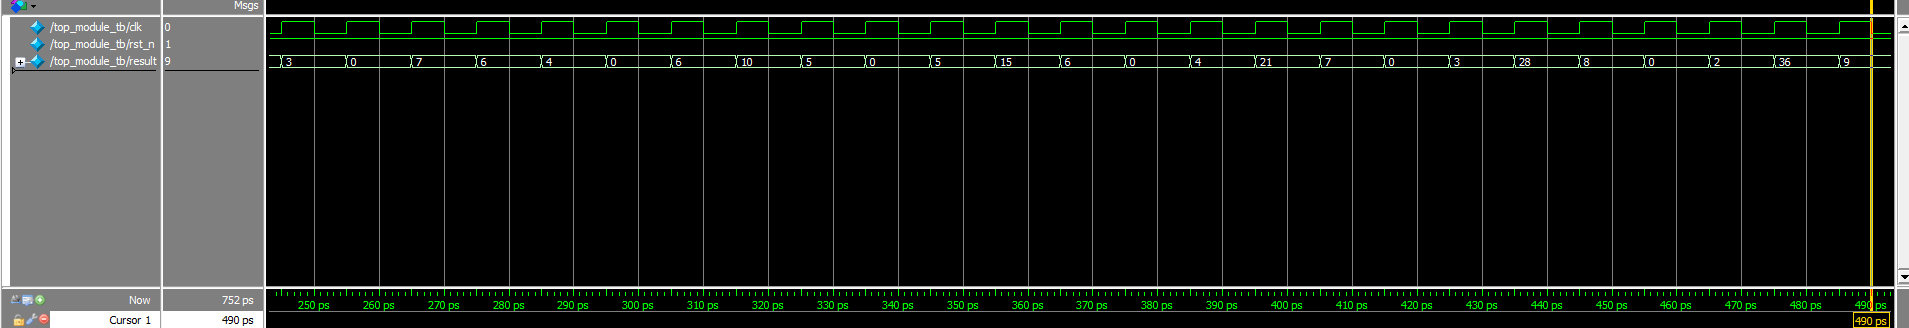 Msgs
/top_module_tb/clk 0
/top_module_tb/rst_n 1
/top_module_tb/result 9 3 0 7 6 4 0 6 10 5 0 5 15 6 0 4 21 7 0 3 28 8 0 2 36 9
Now 752 ps 250 ps 260 ps 270 ps 280 ps 290 ps 300 ps 310 ps 320 ps 330 ps 340 ps 350 ps 360 ps 370 ps 380 ps 390 ps 400 ps 410 ps 420 ps 430 ps 440 ps 450 ps 460 ps 470 ps 480 ps 490 ps
Cursor 1 490 ps 490 ps